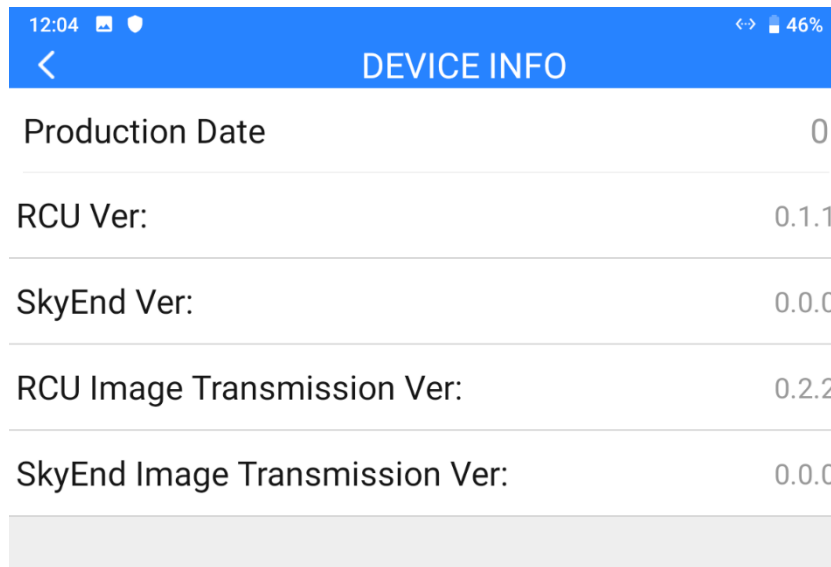 12:04 46%
DEVICE INFO
Production Date 0
RCU Ver: 0.1.1
SkyEnd Ver: 0.0.0
RCU Image Transmission Ver: 0.2.2
SkyEnd Image Transmission Ver: 0.0.0